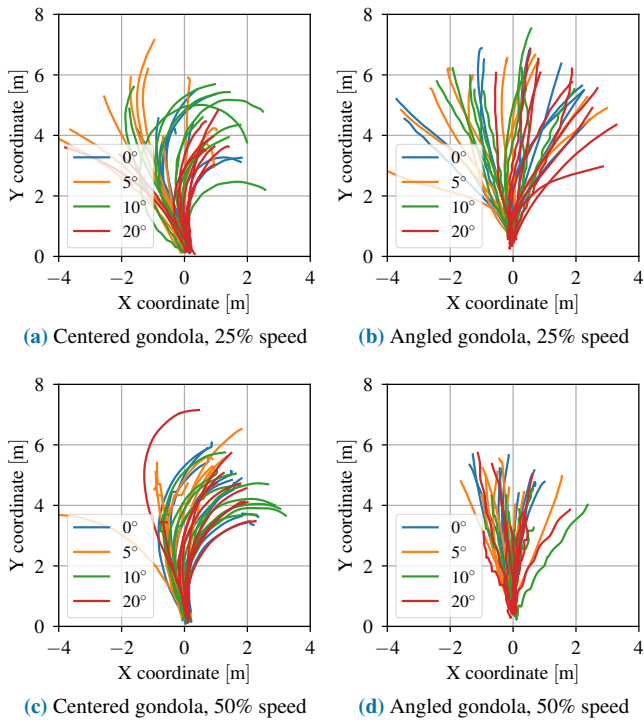 8
6
4
2
0
Y coordinate [m]
0°
5°
10°
20°
−4 −2 0 2 4
X coordinate [m]
(a) Centered gondola, 25% speed
8
6
4
2
0
Y coordinate [m]
0°
5°
10°
20°
−4 −2 0 2 4
X coordinate [m]
(b) Angled gondola, 25% speed
8
6
4
2
0
Y coordinate [m]
0°
5°
10°
20°
−4 −2 0 2 4
X coordinate [m]
(c) Centered gondola, 50% speed
8
6
4
2
0
Y coordinate [m]
0°
5°
10°
20°
−4 −2 0 2 4
X coordinate [m]
(d) Angled gondola, 50% speed